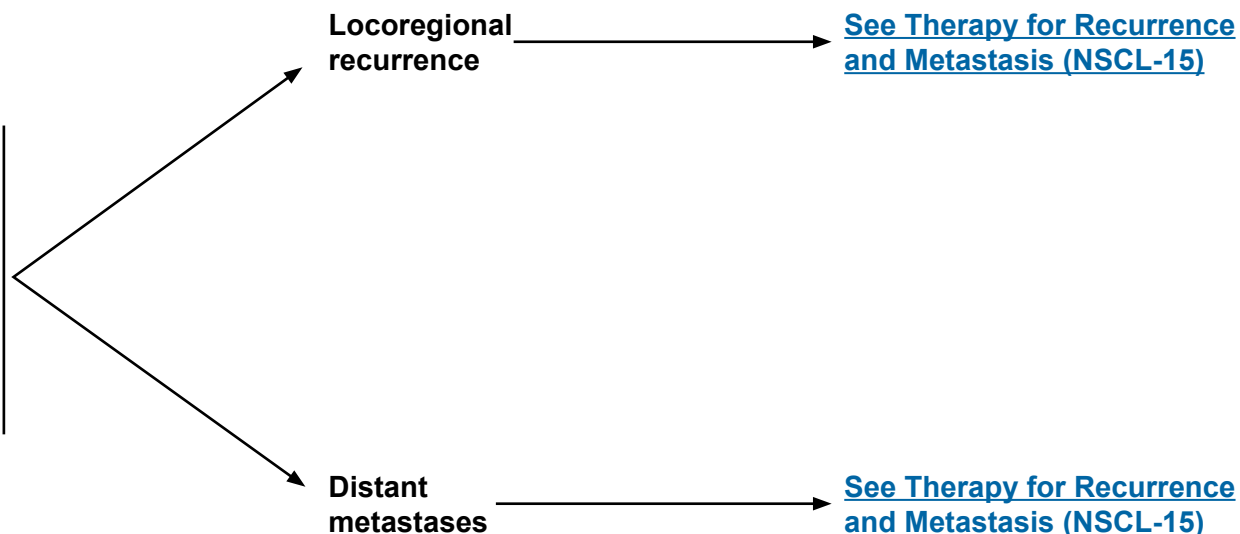 Locoregional
recurrence
See Therapy for Recurrence
and Metastasis (NSCL-15)
Distant
metastases
See Therapy for Recurrence
and Metastasis (NSCL-15)